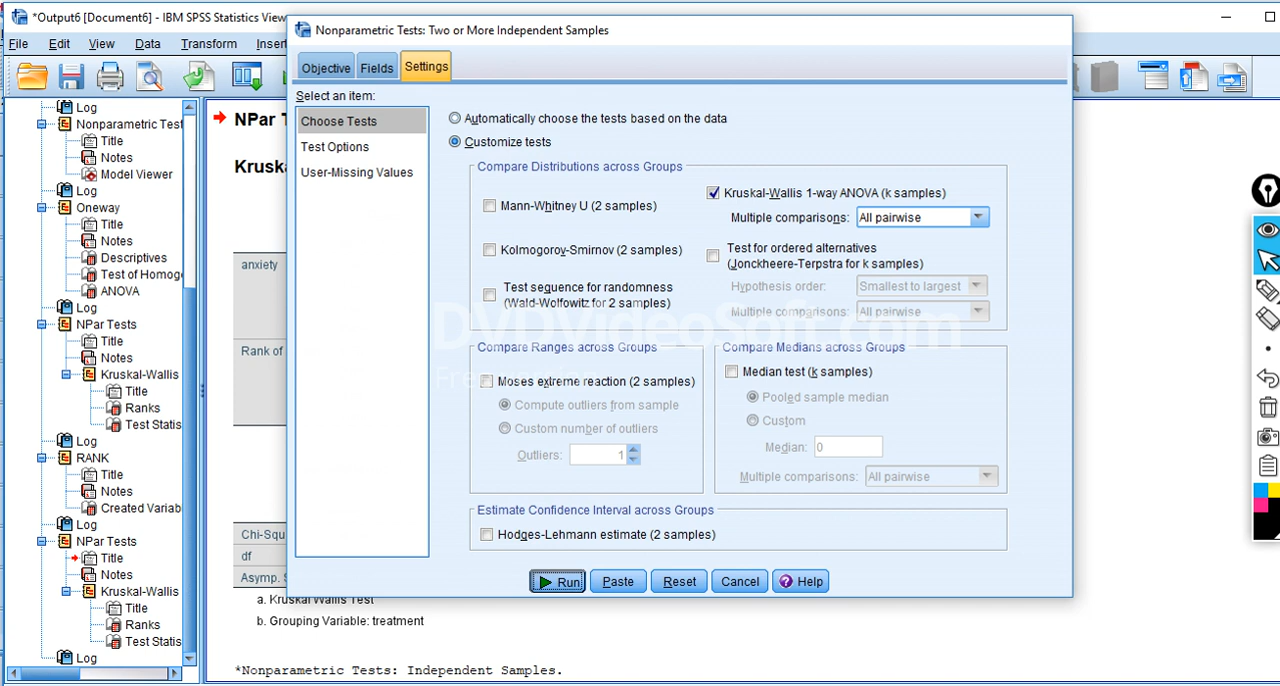 *Output6 [Document6] - IBM SPSS Statistics View
File Edit View Data Transform Insert
Log
Nonparametric Test
Title
Notes
Model Viewer
Log
Oneway
Title
Notes
Descriptives
Test of Homog
ANOVA
Log
NPar Tests
Title
Notes
Kruskal-Wallis
Title
Ranks
Test Statis
Log
RANK
Title
Notes
Created Variab
Log
NPar Tests
Title
Notes
Kruskal-Wallis
Title
Ranks
Test Statis
Log
NPar T
Kruska
anxiety
Rank of
Chi-Squ
df
Asymp. S
a. Kruskal Wallis Test
b. Grouping Variable: treatment
*Nonparametric Tests: Independent Samples.
Nonparametric Tests: Two or More Independent Samples
Objective Fields Settings
Select an item:
Choose Tests
Test Options
User-Missing Values
Automatically choose the tests based on the data
Customize tests
Compare Distributions across Groups
Mann-Whitney U (2 samples)
Kolmogoroy-Smirnov (2 samples)
Test sequence for randomness
(Wald-Wolfowitz for 2 samples)
Kruskal-Wallis 1-way ANOVA (k samples)
Multiple comparisons: All pairwise
Test for ordered alternatives
(Jonckheere-Terpstra for k samples)
Hypothesis order: Smallest to largest
Multiple comparisons: All pairwise
Compare Ranges across Groups
Moses extreme reaction (2 samples)
Compute outliers from sample
Custom number of outliers
Outliers: 1
Compare Medians across Groups
Median test (k samples)
Pooled sample median
Custom
Median: 0
Multiple comparisons: All pairwise
Estimate Confidence Interval across Groups
Hodges-Lehmann estimate (2 samples)
Run Paste Reset Cancel Help
DVDVideoSoft.com